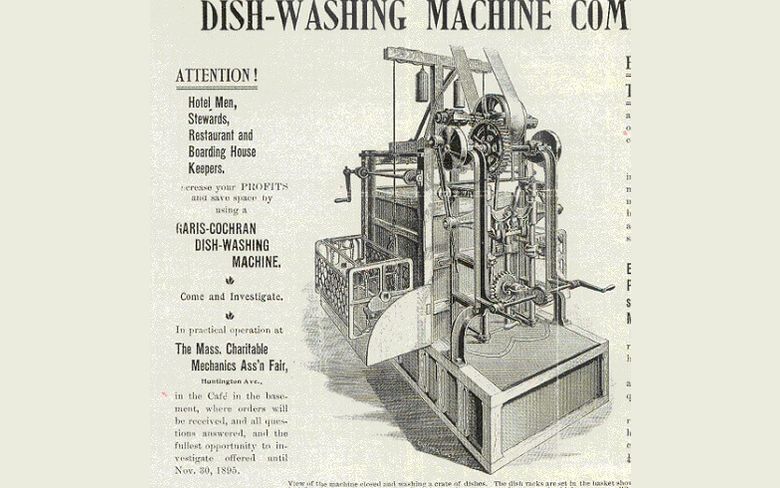 DISH-WASHING MACHINE COM
ATTENTION!
Hotel Men,
Stewards,
Restaurant and
Boarding House
Keepers.
crease your PROFITS
and save space by
using a
GARIS-COCHRAN
DISH-WASHING
MACHINE.
Come and Investigate.
In practical operation at
The Mass. Charitable
Mechanics Ass'n Fair,
Huntington Ave.,
in the Café in the base-
ment, where orders will
be received, and all ques-
tions answered, and the
fullest opportunity to in-
vestigate offered until
Nov. 30, 1895.
View of the machine closed and washing a crate of dishes. The dish racks are set in the basket show